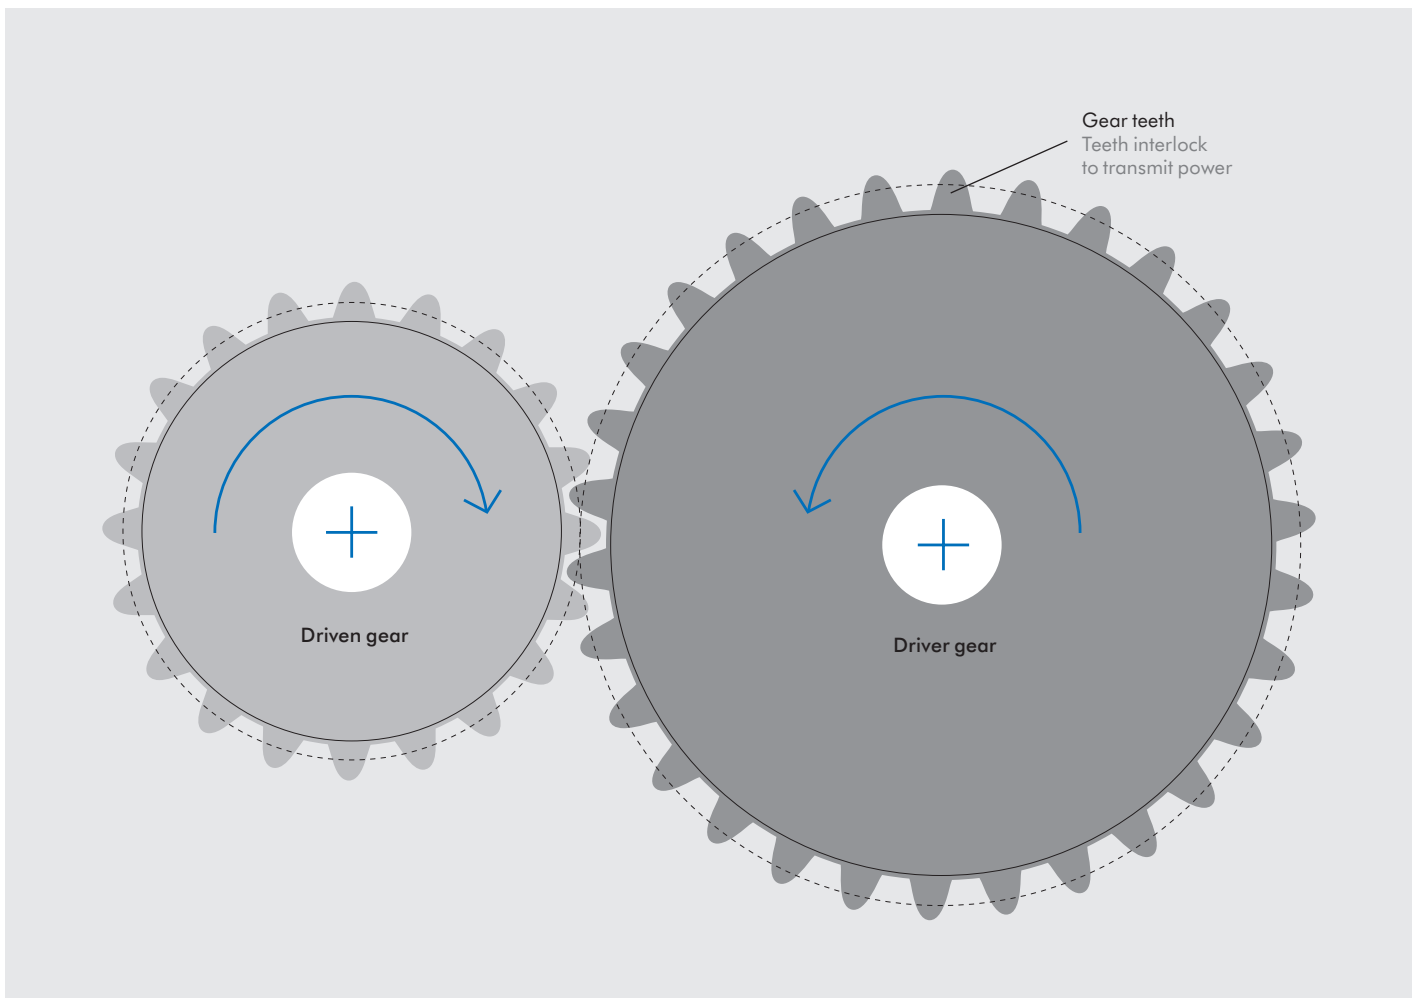 Gear teeth
Teeth interlock
to transmit power
Driven gear
Driver gear